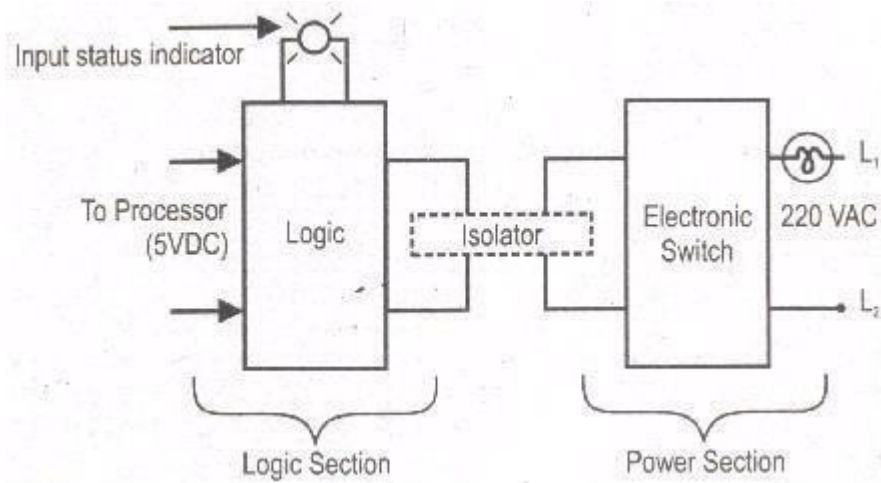 Input status indicator
To Processor
(5VDC)
Logic
Isolator
Electronic
Switch
L₁
220 VAC
L₂
Logic Section
Power Section